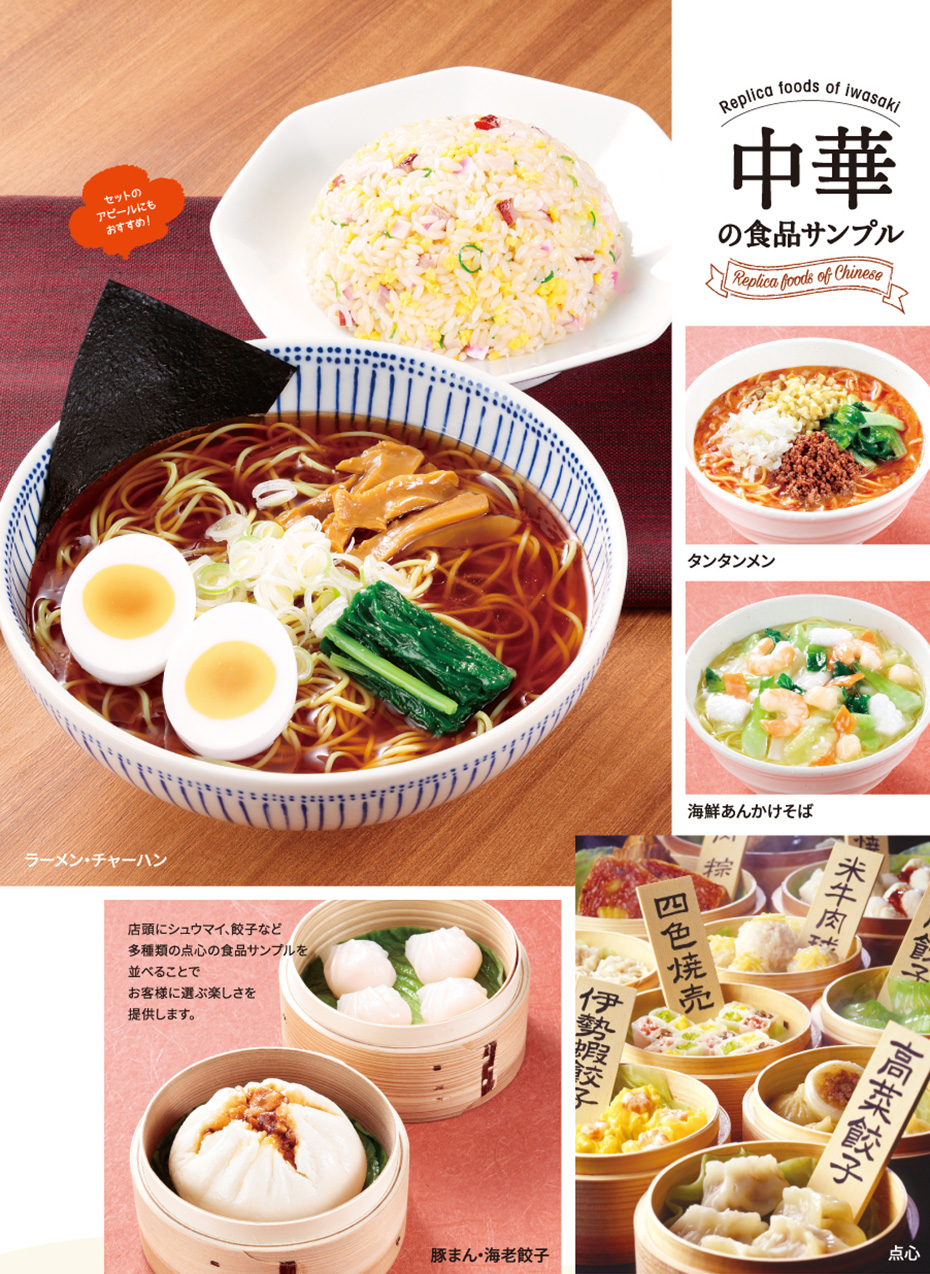 Replica foods of iwasaki
中華
の食品サンプル
Replica foods of Chinese
セットの
アピールにも
おすすめ!
タンタンメン
海鮮あんかけそば
ラーメン・チャーハン
店頭にシュウマイ、餃子など
多種類の点心の食品サンプルを
並べることで
お客様に選ぶ楽しさを
提供します。
豚まん・海老餃子
四色焼売
米牛肉球
伊勢蝦餃子
高菜餃子
点心